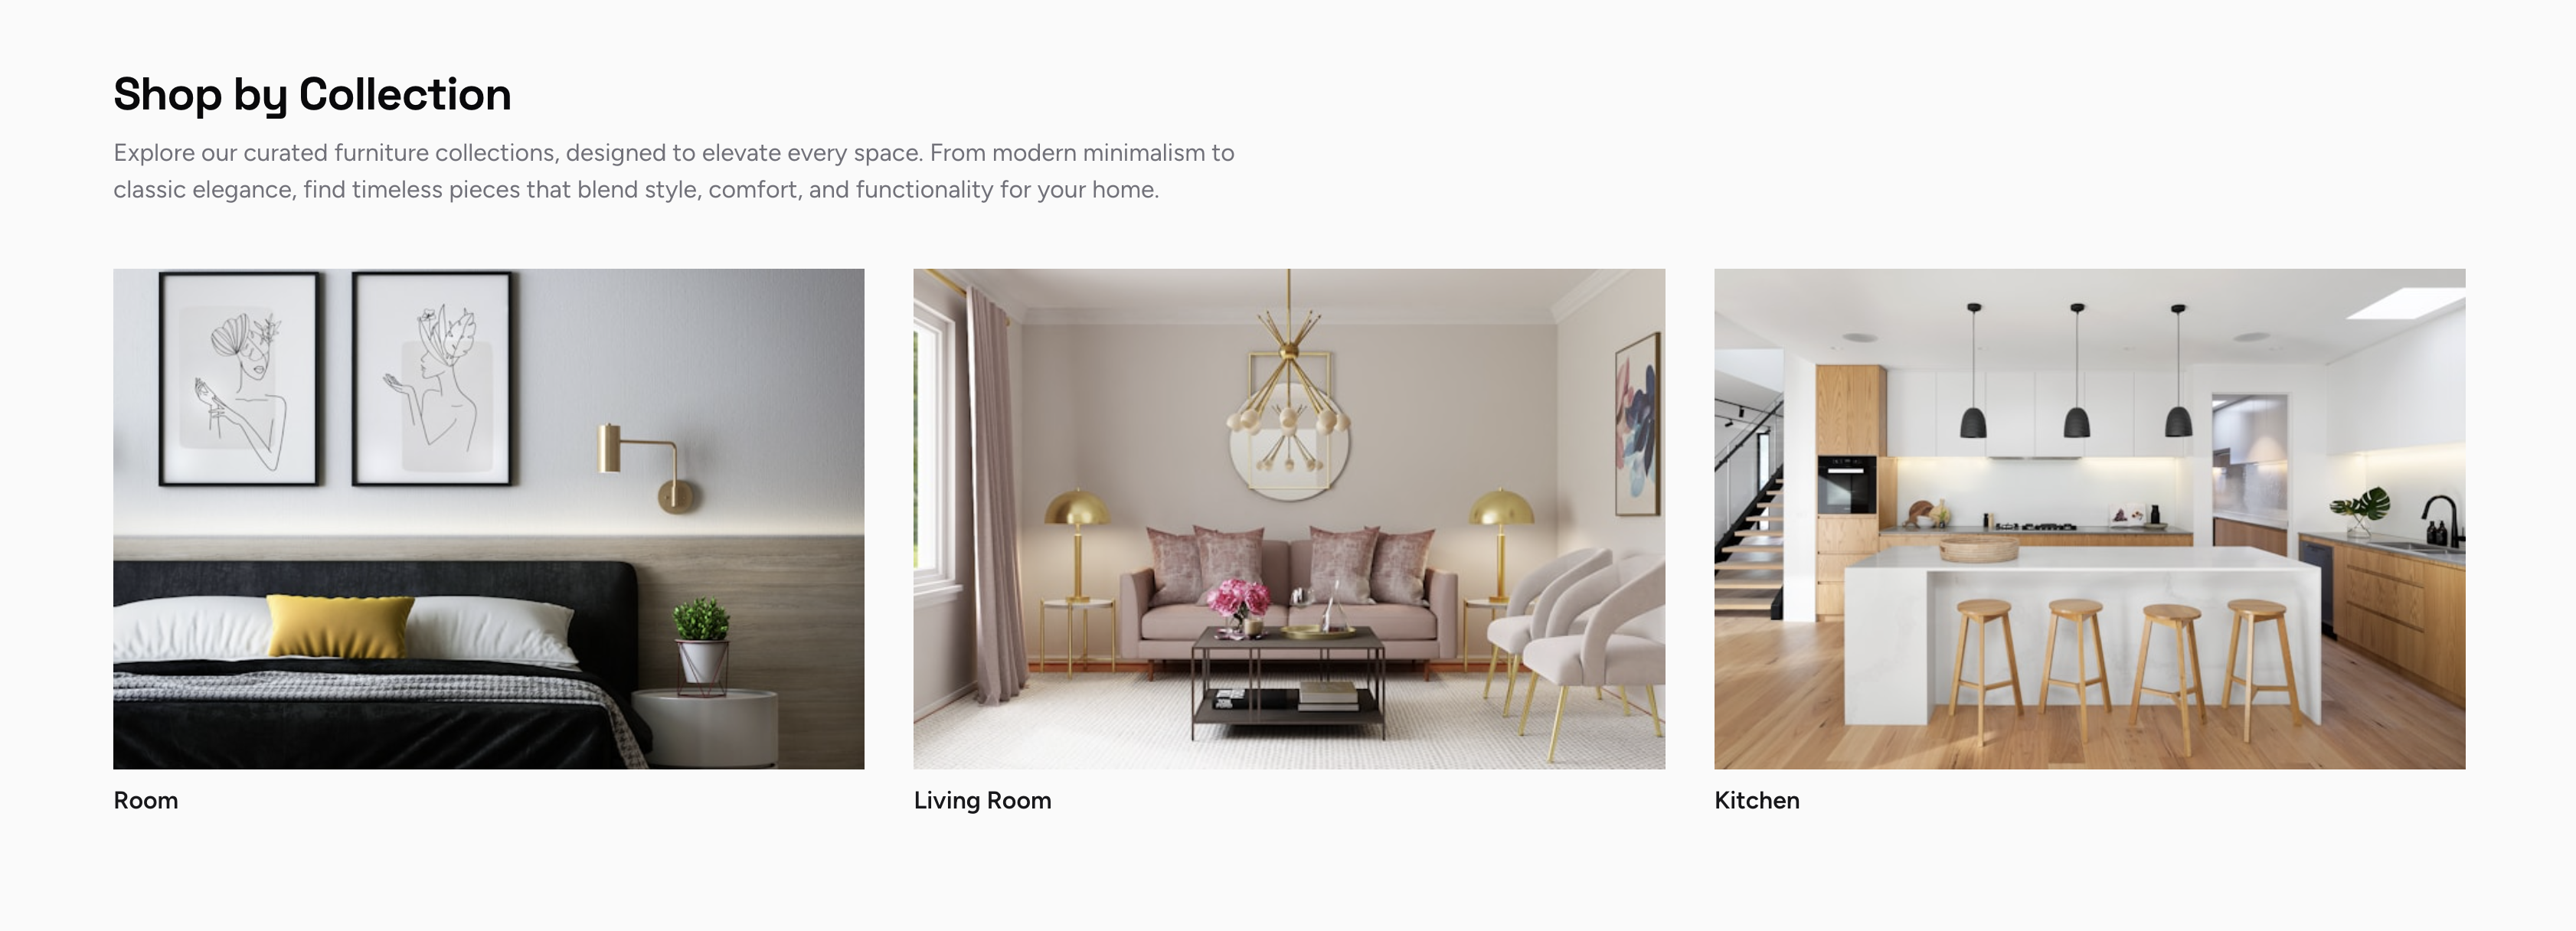 Shop by Collection
Explore our curated furniture collections, designed to elevate every space. From modern minimalism to
classic elegance, find timeless pieces that blend style, comfort, and functionality for your home.
Room
Living Room
Kitchen